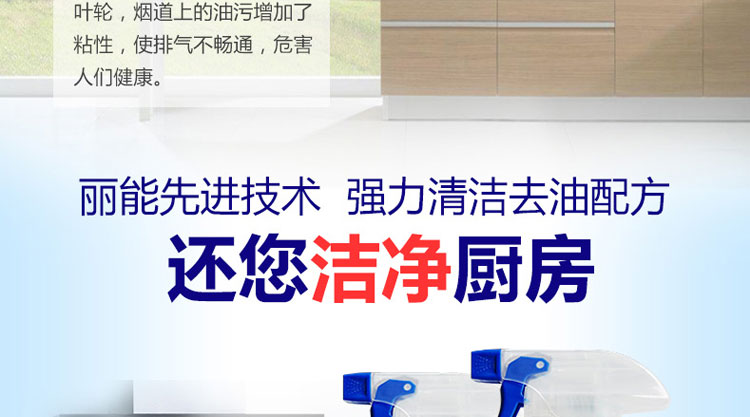 叶轮，烟道上的油污增加了
粘性，使排气不畅通，危害
人们健康。
丽能先进技术 强力清洁去油配方
还您洁净厨房